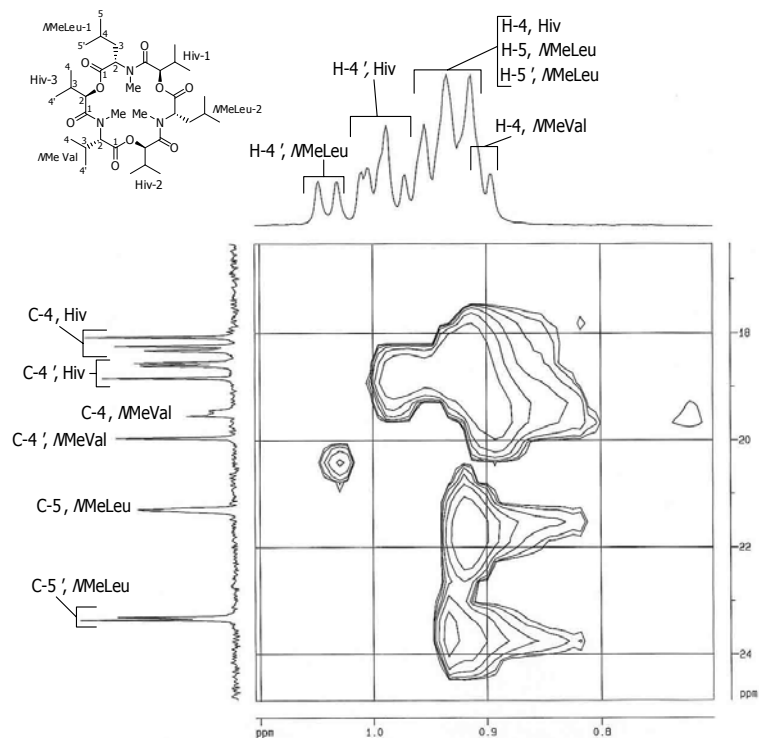 5
NMeLeu-1
4
5'
3
O
Hiv-1
O
1
2
N
Me
4
Hiv-3
3
O
O
4'
2
O
1
N
Me
Me
N
NMeLeu-2
O
4
3
2
1
O
O
NMe Val
4'
O
Hiv-2
H-4', NMeLeu
H-4', Hiv
H-4, Hiv
H-5, NMeLeu
H-5', NMeLeu
H-4, NMeVal
C-4, Hiv
C-4', Hiv
C-4, NMeVal
C-4', NMeVal
C-5, NMeLeu
C-5', NMeLeu
18
20
22
24
ppm
ppm
1.0
0.9
0.8